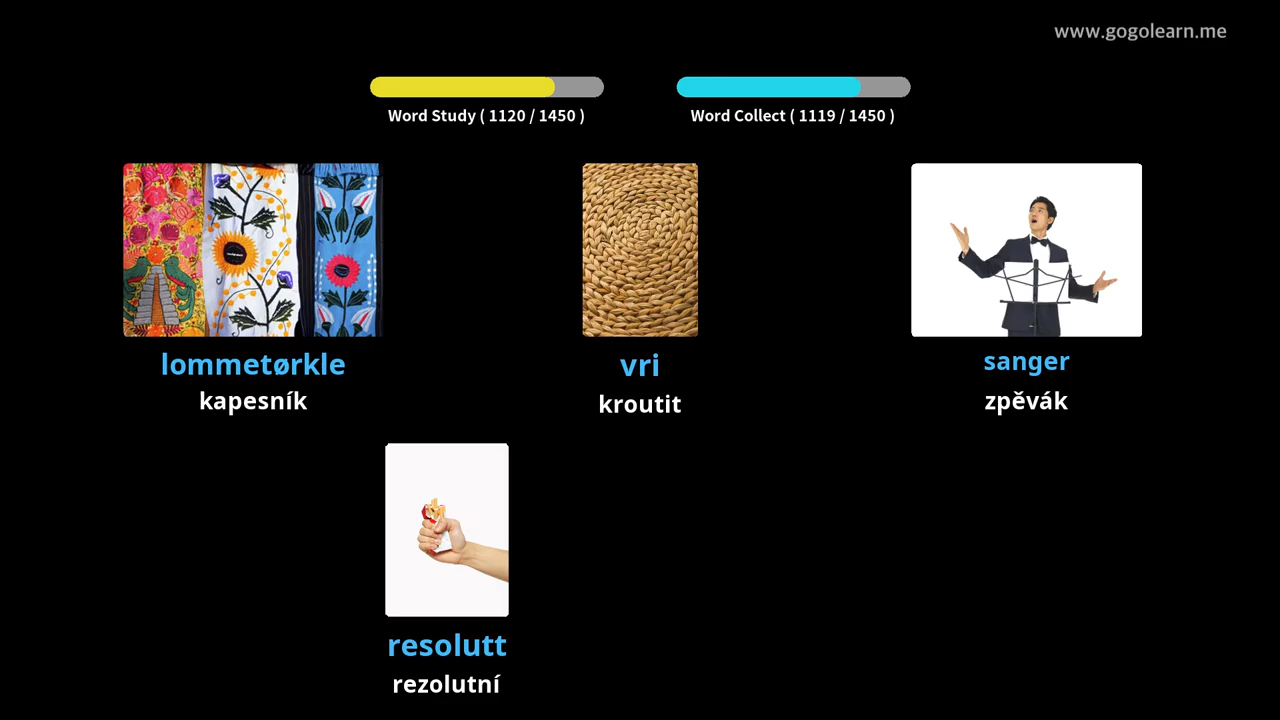 www.gogolearn.me
Word Study ( 1120 / 1450 )
Word Collect ( 1119 / 1450 )
lommetørkle
kapesník
vri
kroutit
sanger
zpěvák
resolutt
rezolutní